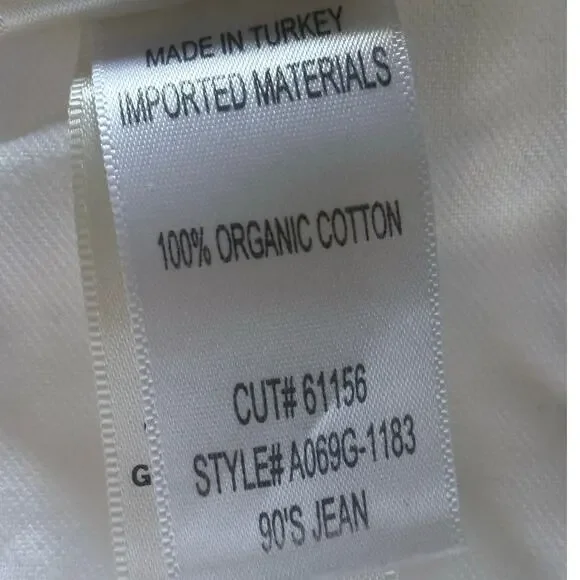 MADE IN TURKEY
IMPORTED MATERIALS
100% ORGANIC COTTON
CUT# 61156
STYLE# A069G-1183
90'S JEAN
G